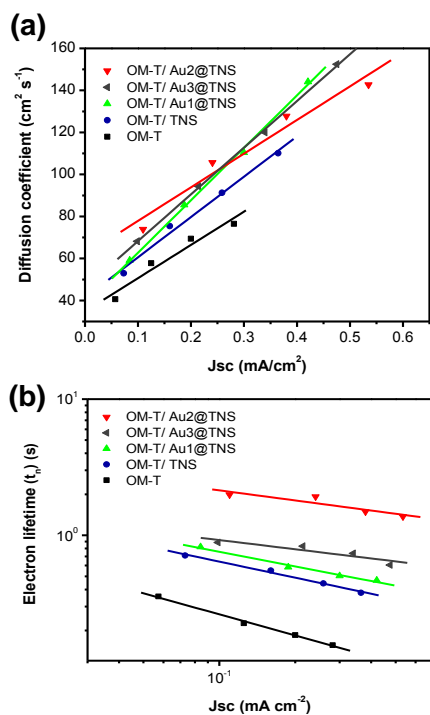 (a)
160
140
120
100
80
60
40
Diffusion coefficient (cm² s⁻¹)
OM-T/ Au2@TNS
OM-T/ Au3@TNS
OM-T/ Au1@TNS
OM-T/ TNS
OM-T
0.0 0.1 0.2 0.3 0.4 0.5 0.6
Jsc (mA/cm²)
(b)
10¹
10⁰
Electron lifetime (tₙ) (s)
OM-T/ Au2@TNS
OM-T/ Au3@TNS
OM-T/ Au1@TNS
OM-T/ TNS
OM-T
10⁻¹
Jsc (mA cm⁻²)